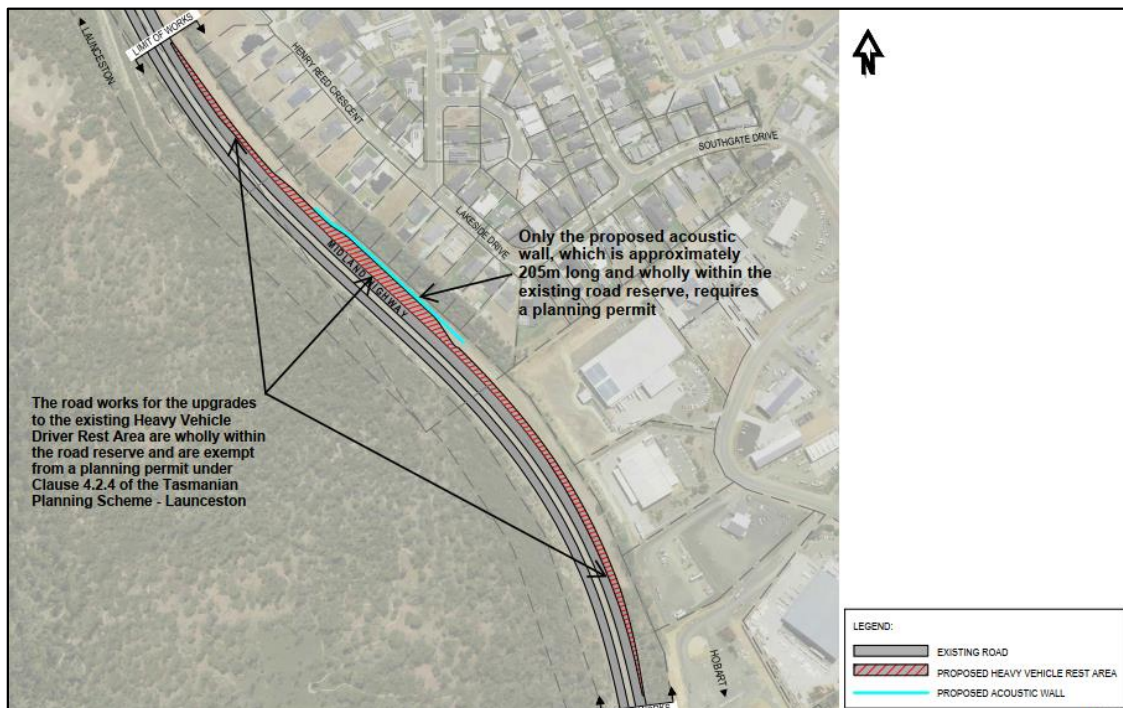 LIMIT OF WORKS
LAUNCESTON
N
HENRY REED CRESCENT
SOUTHGATE DRIVE
LAKESIDE DRIVE
MIDLAND HIGHWAY
Only the proposed acoustic
wall, which is approximately
205m long and wholly within the
existing road reserve, requires
a planning permit
The road works for the upgrades
to the existing Heavy Vehicle
Driver Rest Area are wholly within
the road reserve and are exempt
from a planning permit under
Clause 4.2.4 of the Tasmanian
Planning Scheme - Launceston
HOBART
LEGEND:
EXISTING ROAD
PROPOSED HEAVY VEHICLE REST AREA
PROPOSED ACOUSTIC WALL